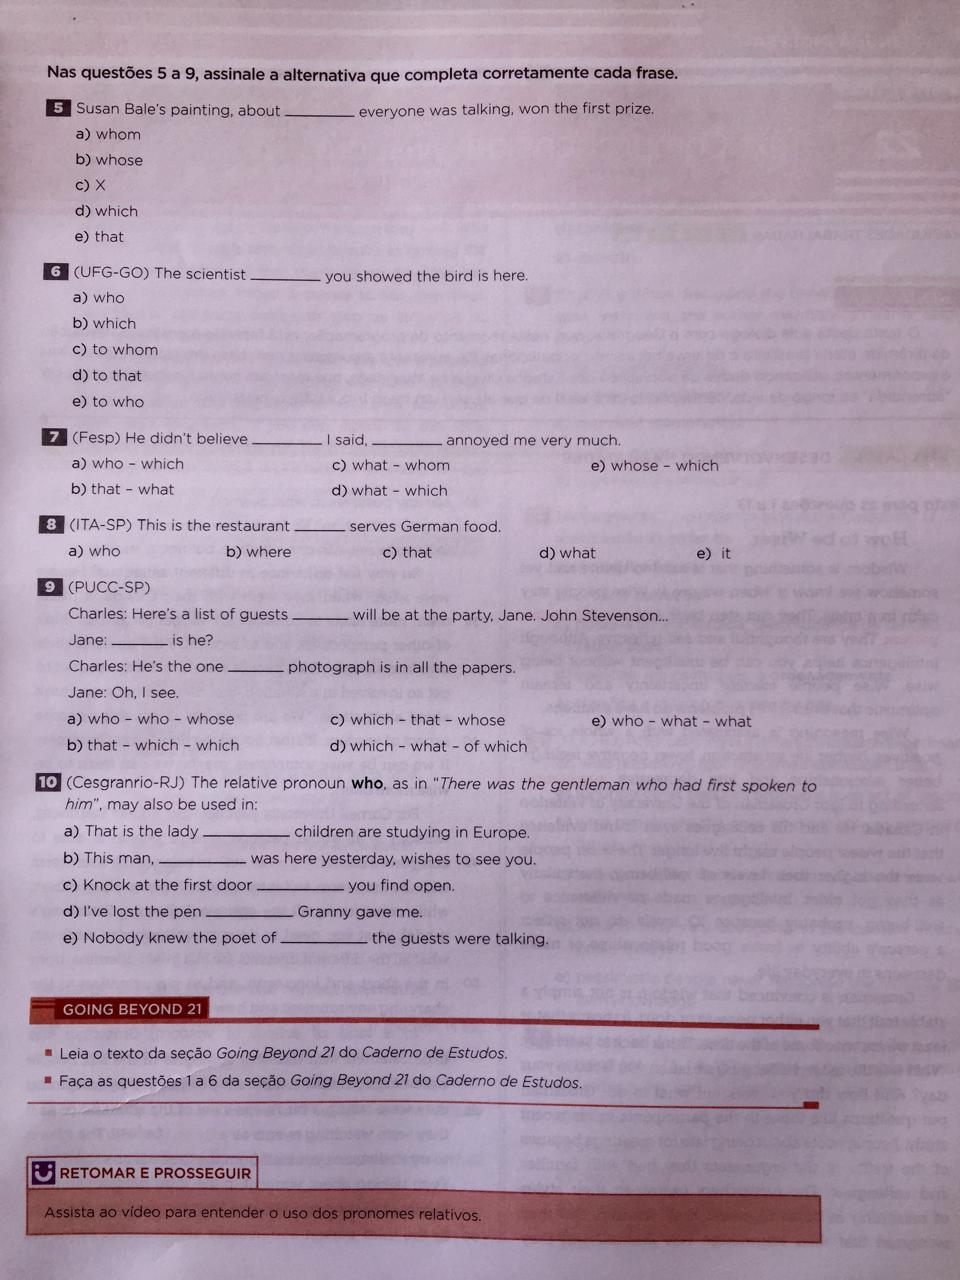 Nas questões 5 a 9, assinale a alternativa que completa corretamente cada frase.
5 Susan Bale's painting, about ________ everyone was talking, won the first prize.
a) whom
b) whose
c) X
d) which
e) that
6 (UFG-GO) The scientist ________ you showed the bird is here.
a) who
b) which
c) to whom
d) to that
e) to who
7 (Fesp) He didn't believe ________ I said, ________ annoyed me very much.
a) who – which c) what – whom e) whose – which
b) that – what d) what – which
8 (ITA-SP) This is the restaurant ______ serves German food.
a) who b) where c) that d) what e) it
9 (PUCC-SP)
Charles: Here's a list of guests ______ will be at the party, Jane. John Stevenson...
Jane: ______ is he?
Charles: He's the one ______ photograph is in all the papers.
Jane: Oh, I see.
a) who – who – whose c) which – that – whose e) who – what – what
b) that – which – which d) which – what – of which
10 (Cesgranrio-RJ) The relative pronoun who, as in "There was the gentleman who had first spoken to
him", may also be used in:
a) That is the lady __________ children are studying in Europe.
b) This man, __________ was here yesterday, wishes to see you.
c) Knock at the first door __________ you find open.
d) I've lost the pen __________ Granny gave me.
e) Nobody knew the poet of __________ the guests were talking.
GOING BEYOND 21
Leia o texto da seção Going Beyond 21 do Caderno de Estudos.
Faça as questões 1 a 6 da seção Going Beyond 21 do Caderno de Estudos.
RETOMAR E PROSSEGUIR
Assista ao vídeo para entender o uso dos pronomes relativos.